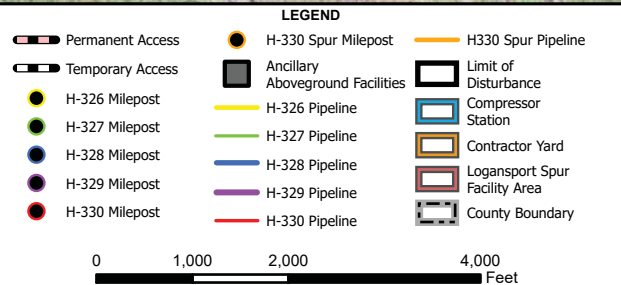 LEGEND
Permanent Access
Temporary Access
H-326 Milepost
H-327 Milepost
H-328 Milepost
H-329 Milepost
H-330 Milepost
H-330 Spur Milepost
Ancillary
Aboveground Facilities
H-326 Pipeline
H-327 Pipeline
H-328 Pipeline
H-329 Pipeline
H-330 Pipeline
H330 Spur Pipeline
Limit of
Disturbance
Compressor
Station
Contractor Yard
Logansport Spur
Facility Area
County Boundary
0 1,000 2,000 4,000
Feet